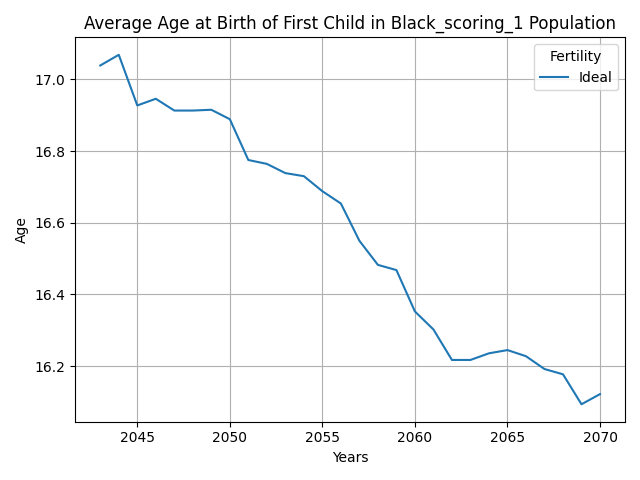 Average Age at Birth of First Child in Black_scoring_1 Population
Fertility
Ideal
17.0
16.8
16.6
16.4
16.2
Age
2045 2050 2055 2060 2065 2070
Years